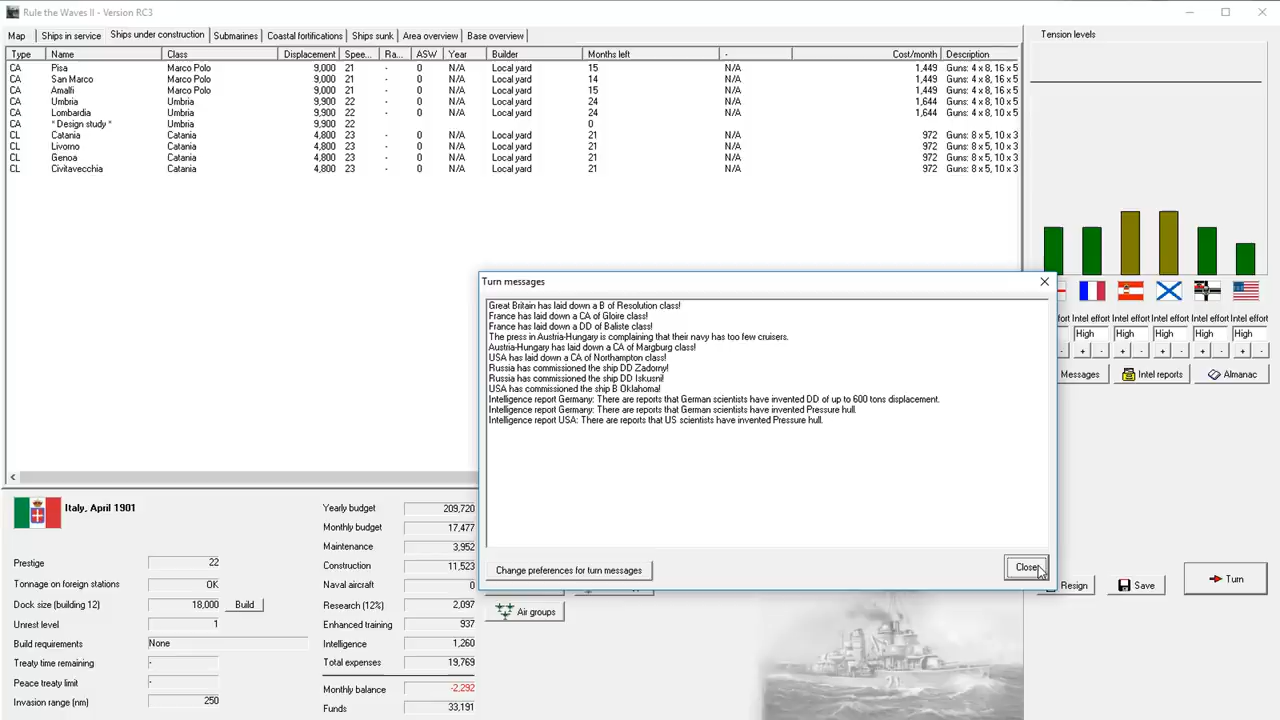 Rule the Waves II - Version RC3
Map Ships in service Ships under construction Submarines Coastal fortifications Ships sunk Area overview Base overview
Type Name Class Displacement Spee... Ra... ASW Year Builder Months left - Cost/month Description
CA Pisa Marco Polo 9,000 21 - 0 N/A Local yard 15 N/A 1,449 Guns: 4 x 8, 16 x 5
CA San Marco Marco Polo 9,000 21 - 0 N/A Local yard 14 N/A 1,449 Guns: 4 x 8, 16 x 5
CA Amalfi Marco Polo 9,000 21 - 0 N/A Local yard 15 N/A 1,449 Guns: 4 x 8, 16 x 5
CA Umbria Umbria 9,900 22 - 0 N/A Local yard 24 N/A 1,644 Guns: 4 x 8, 10 x 5
CA Lombardia Umbria 9,900 22 - 0 N/A Local yard 24 N/A 1,644 Guns: 4 x 8, 10 x 5
CA * Design study * Umbria 9,900 22 0
CL Catania Catania 4,800 23 - 0 N/A Local yard 21 N/A 972 Guns: 8 x 5, 10 x 3
CL Livorno Catania 4,800 23 - 0 N/A Local yard 21 N/A 972 Guns: 8 x 5, 10 x 3
CL Genoa Catania 4,800 23 - 0 N/A Local yard 21 N/A 972 Guns: 8 x 5, 10 x 3
CL Civitavecchia Catania 4,800 23 - 0 N/A Local yard 21 N/A 972 Guns: 8 x 5, 10 x 3
Tension levels
Intel effort Intel effort Intel effort Intel effort Intel effort
High High High High High
+ - + - + - + - + -
Messages Intel reports Almanac
Turn messages
Great Britain has laid down a B of Resolution class!
France has laid down a CA of Gloire class!
France has laid down a DD of Baliste class!
The press in Austria-Hungary is complaining that their navy has too few cruisers.
Austria-Hungary has laid down a CA of Margburg class!
USA has laid down a CA of Northampton class!
Russia has commissioned the ship DD Zadorny!
Russia has commissioned the ship DD Iskusni!
USA has commissioned the ship B Oklahoma!
Intelligence report Germany: There are reports that German scientists have invented DD of up to 600 tons displacement.
Intelligence report Germany: There are reports that German scientists have invented Pressure hull.
Intelligence report USA: There are reports that US scientists have invented Pressure hull.
Change preferences for turn messages Close
Italy, April 1901
Prestige 22
Tonnage on foreign stations OK
Dock size (building 12) 18,000 Build
Unrest level 1
Build requirements None
Treaty time remaining -
Peace treaty limit -
Invasion range (nm) 250
Yearly budget 209,720
Monthly budget 17,477
Maintenance 3,952
Construction 11,523
Naval aircraft 0
Research (12%) 2,097
Enhanced training 937
Intelligence 1,260
Total expenses 19,769
Monthly balance -2,292
Funds 33,191
Air groups
Resign Save Turn